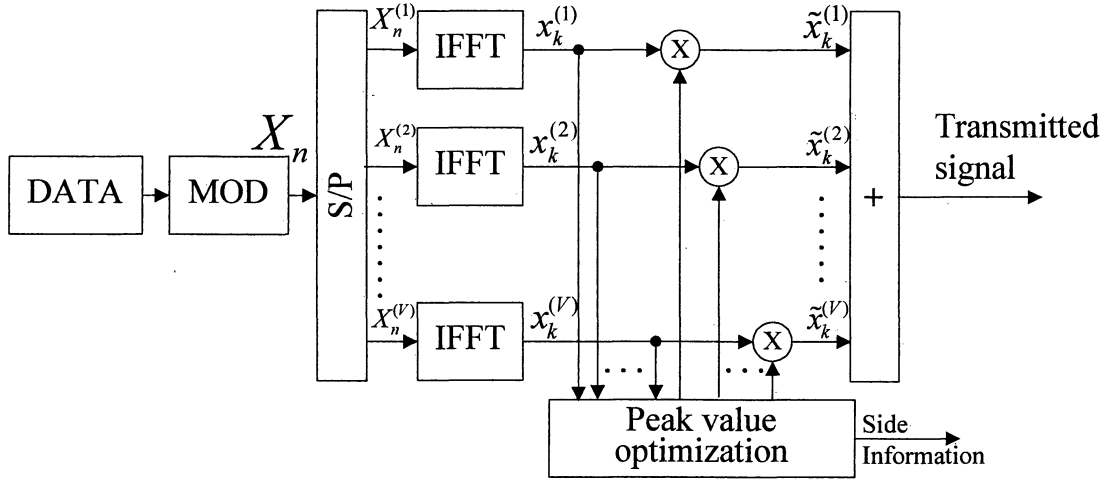 DATA
MOD
X_n
S/P
X_n^(1)
IFFT
x_k^(1)
X
x̃_k^(1)
X_n^(2)
IFFT
x_k^(2)
X
x̃_k^(2)
X_n^(V)
IFFT
x_k^(V)
X
x̃_k^(V)
+
Transmitted
signal
Peak value
optimization
Side
Information